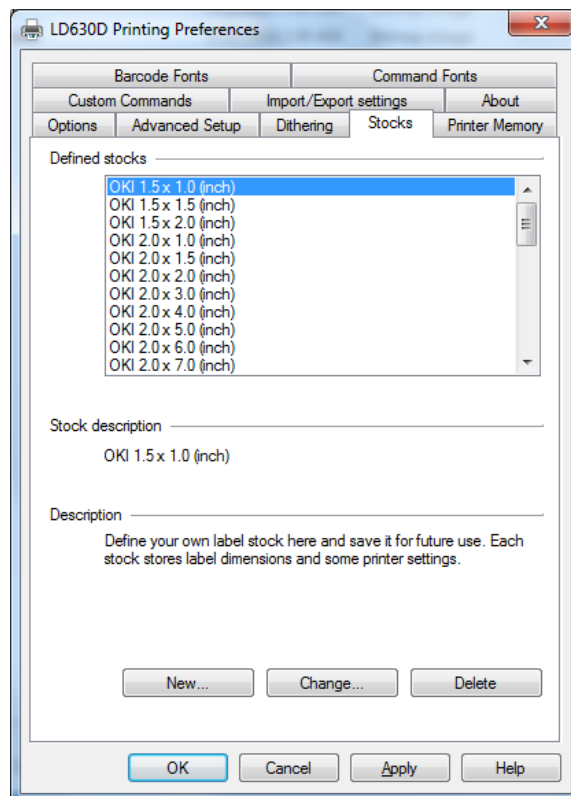 LD630D Printing Preferences
Barcode Fonts Command Fonts
Custom Commands Import/Export settings About
Options Advanced Setup Dithering Stocks Printer Memory
Defined stocks
OKI 1.5 x 1.0 (inch)
OKI 1.5 x 1.5 (inch)
OKI 1.5 x 2.0 (inch)
OKI 2.0 x 1.0 (inch)
OKI 2.0 x 1.5 (inch)
OKI 2.0 x 2.0 (inch)
OKI 2.0 x 3.0 (inch)
OKI 2.0 x 4.0 (inch)
OKI 2.0 x 5.0 (inch)
OKI 2.0 x 6.0 (inch)
OKI 2.0 x 7.0 (inch)
Stock description
OKI 1.5 x 1.0 (inch)
Description
Define your own label stock here and save it for future use. Each
stock stores label dimensions and some printer settings.
New... Change... Delete
OK Cancel Apply Help